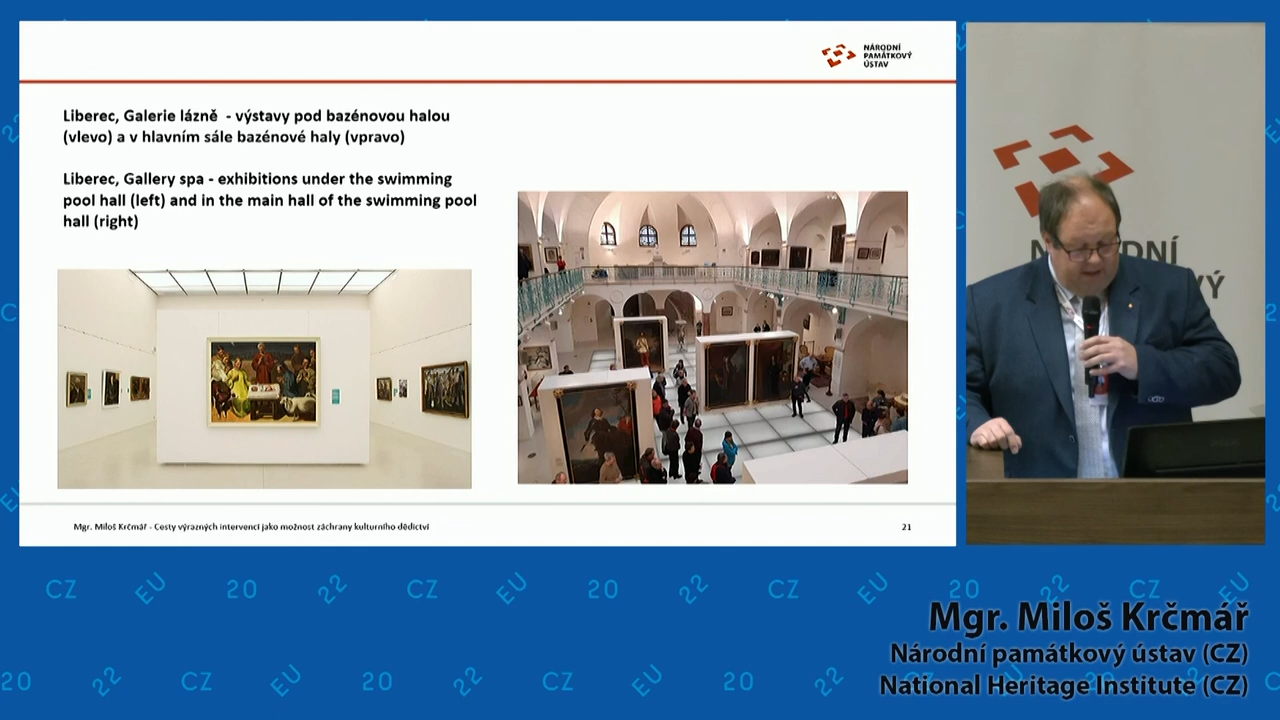 NÁRODNÍ
PAMÁTKOVÝ
ÚSTAV
Liberec, Galerie lázně - výstavy pod bazénovou halou
(vlevo) a v hlavním sále bazénové haly (vpravo)
Liberec, Gallery spa - exhibitions under the swimming
pool hall (left) and in the main hall of the swimming pool
hall (right)
Mgr. Miloš Krčmář - Cesty výrazných intervencí jako možnost záchrany kulturního dědictví
21
CZ EU 20 22 CZ EU 20 22 CZ EU 20 22 CZ EU
Mgr. Miloš Krčmář
Národní památkový ústav (CZ)
National Heritage Institute (CZ)
20 22 CZ EU 20 22 CZ EU 20 22 CZ EU